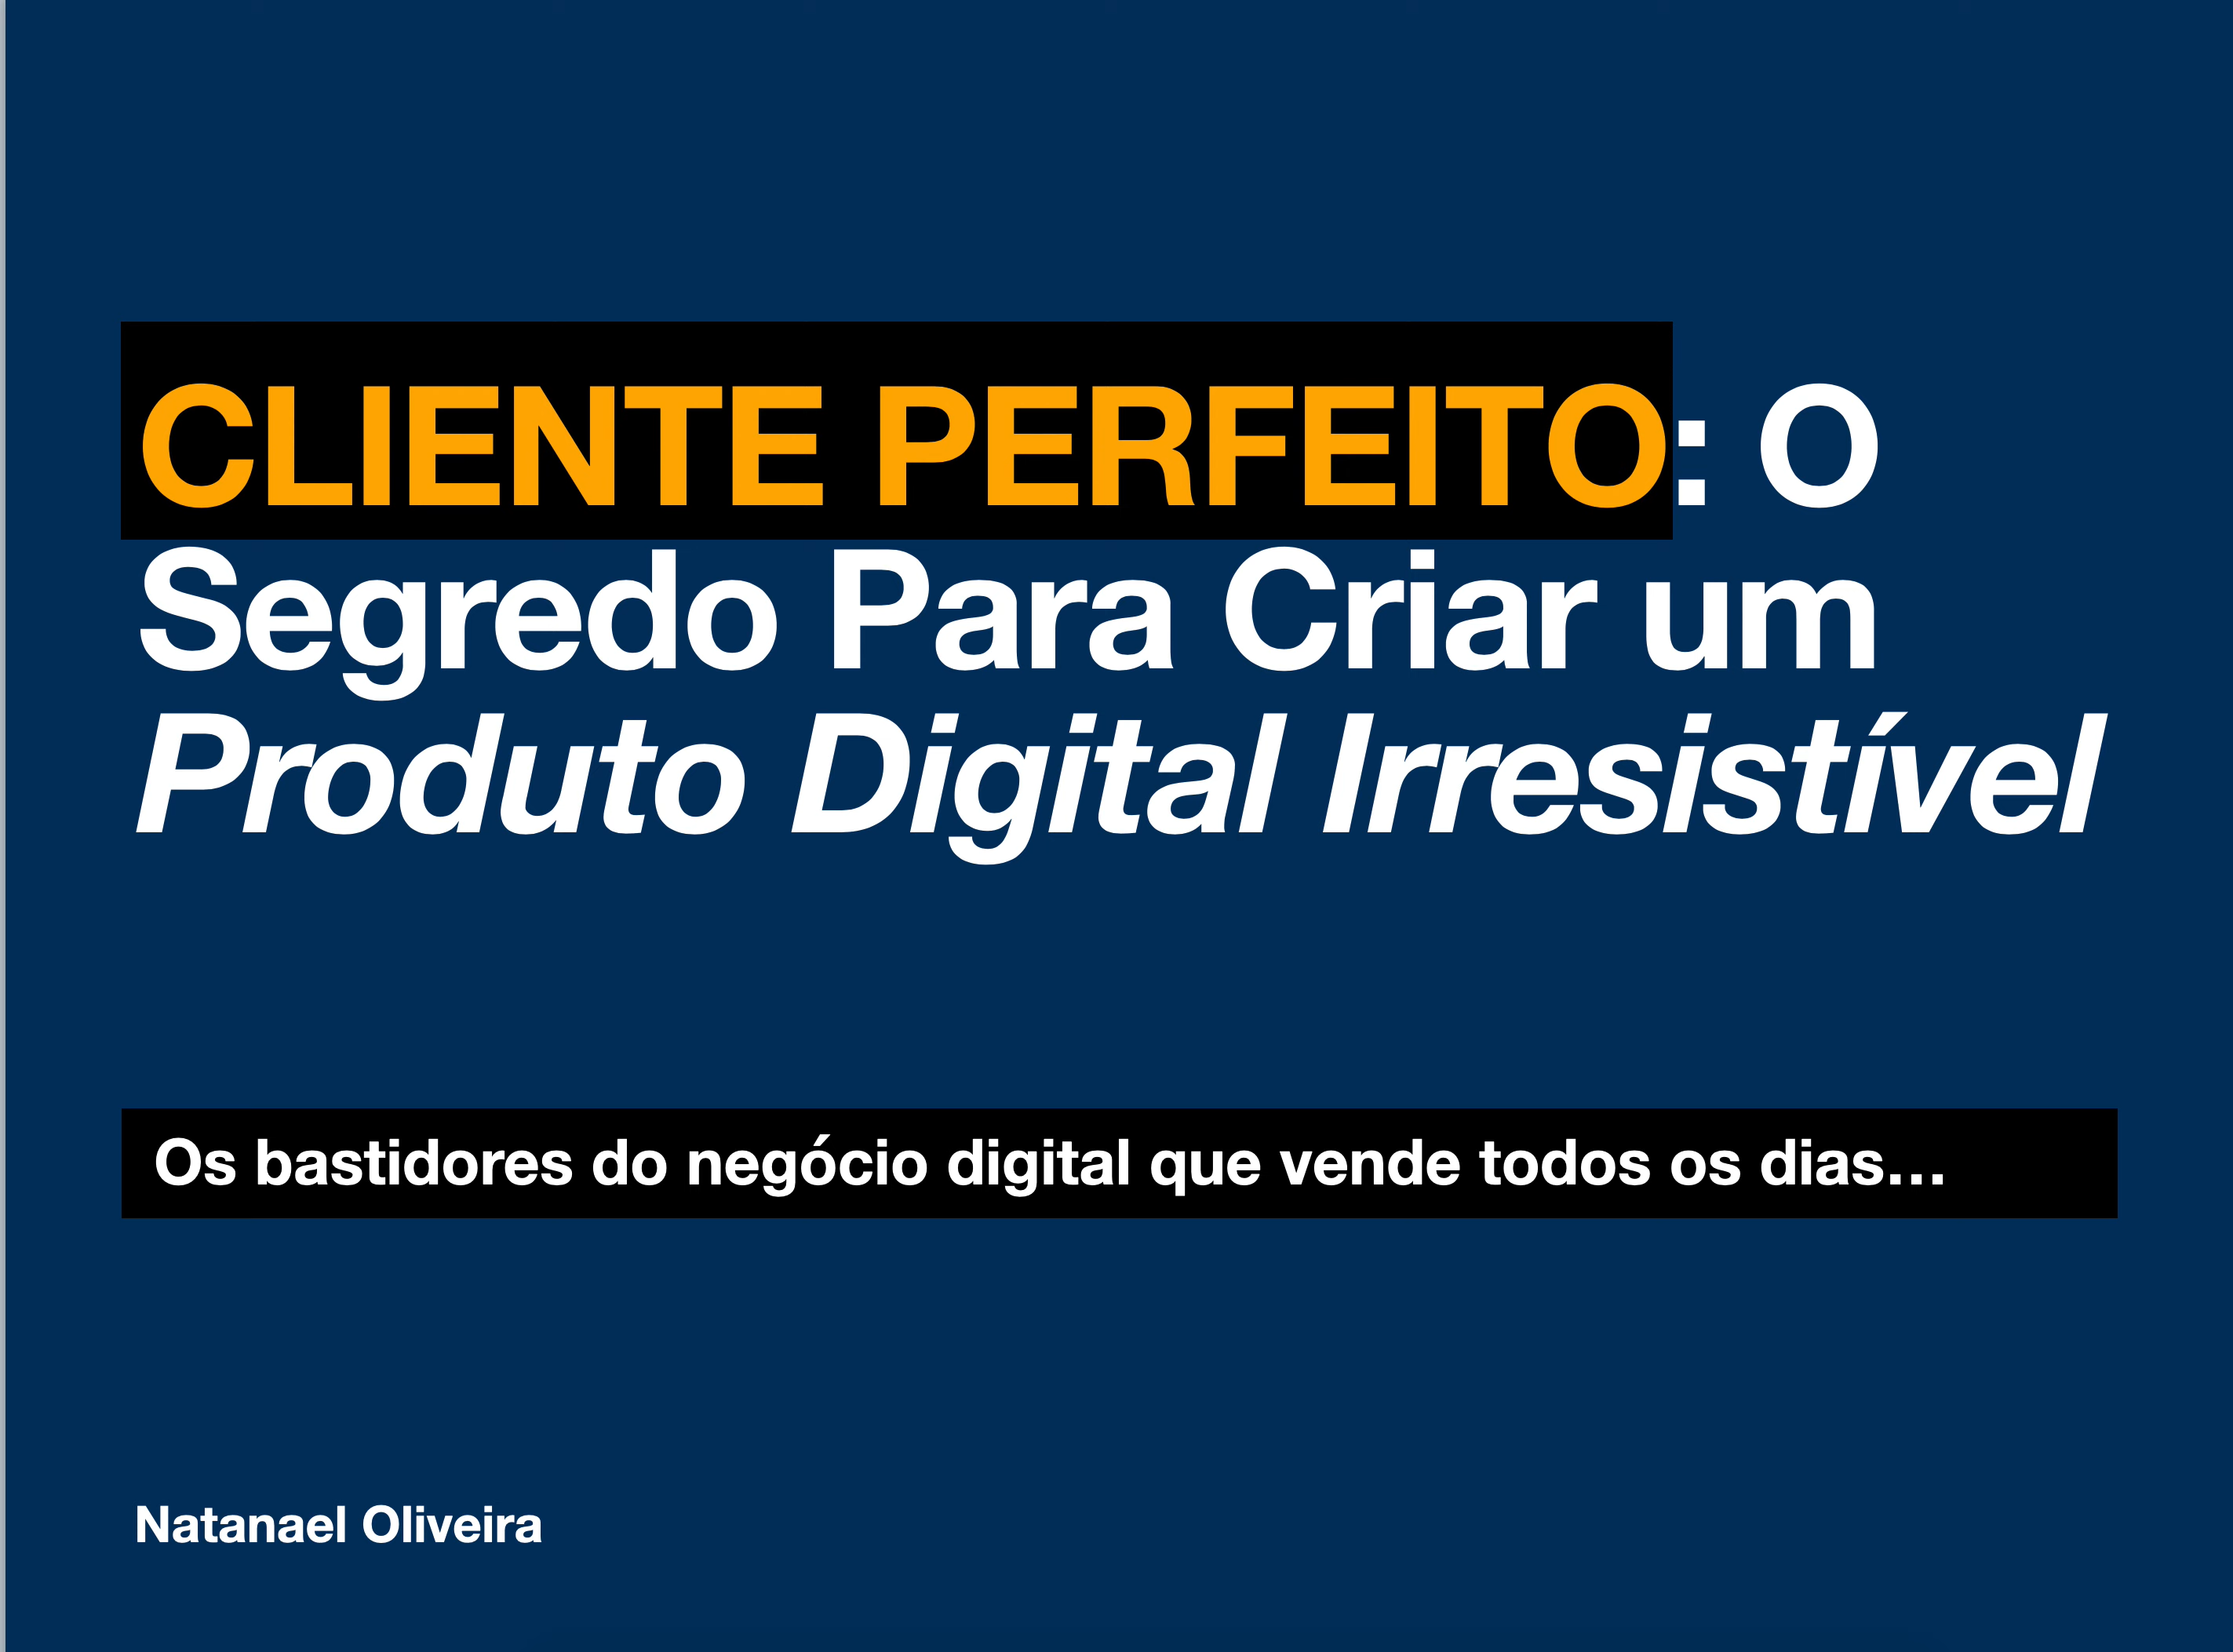 CLIENTE PERFEITO: O
Segredo Para Criar um
Produto Digital Irresistível
Os bastidores do negócio digital que vende todos os dias...
Natanael Oliveira